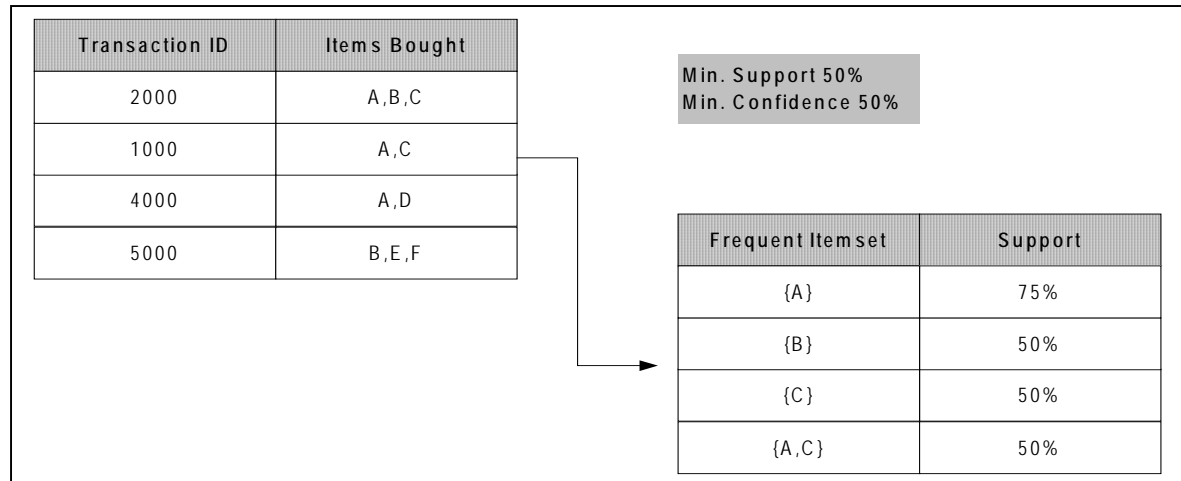 Transaction ID Items Bought
2000 A,B,C
1000 A,C
4000 A,D
5000 B,E,F
Min. Support 50%
Min. Confidence 50%
Frequent Itemset Support
{A} 75%
{B} 50%
{C} 50%
{A,C} 50%